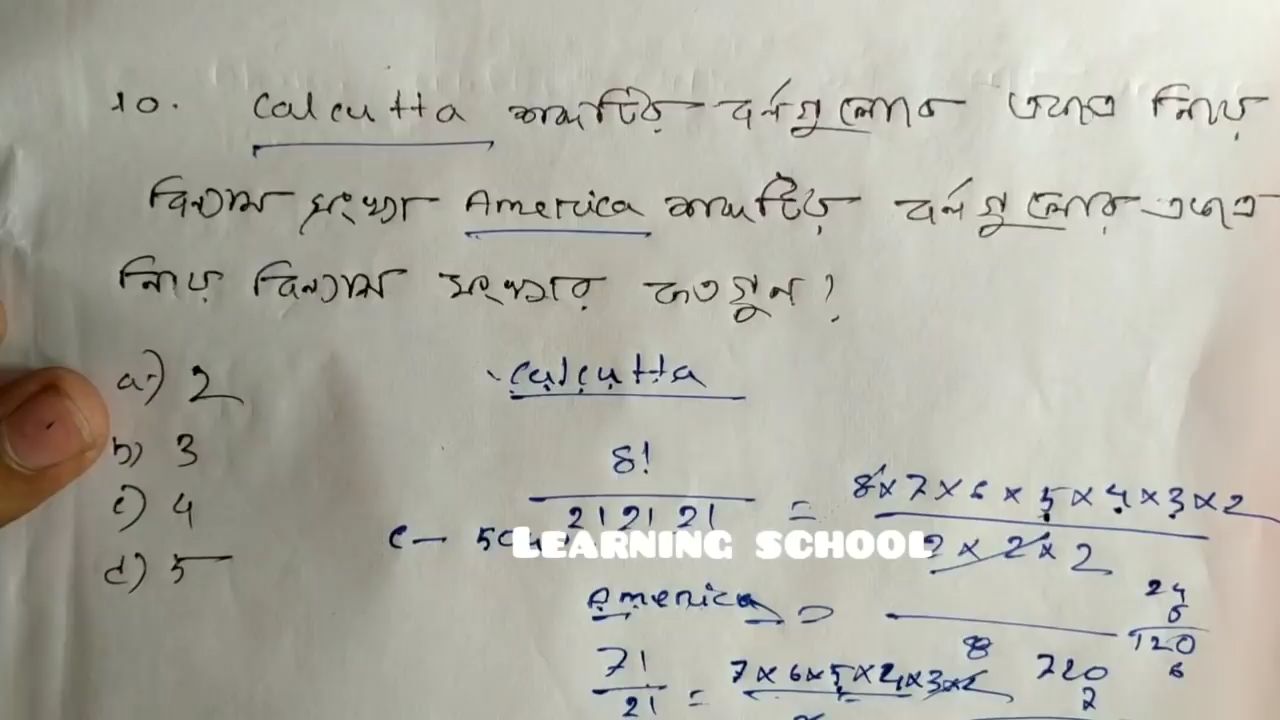 10. Calcutta শব্দটির বর্ণগুলোর একত্রে নিয়ে
বিন্যাস সংখ্যা America শব্দটির বর্ণগুলোর একত্রে
নিয়ে বিন্যাস সংখ্যার কতগুন?
a) 2
Calcutta
b) 3
8!
c) 4
2! 2! 2!
= 8×7×6×5×4×3×2
2×2×2
d) 5
LEARNING SCHOOL
America =
8
24
5
120
6
720
2
7!
2!
= 7×6×5×4×3×2